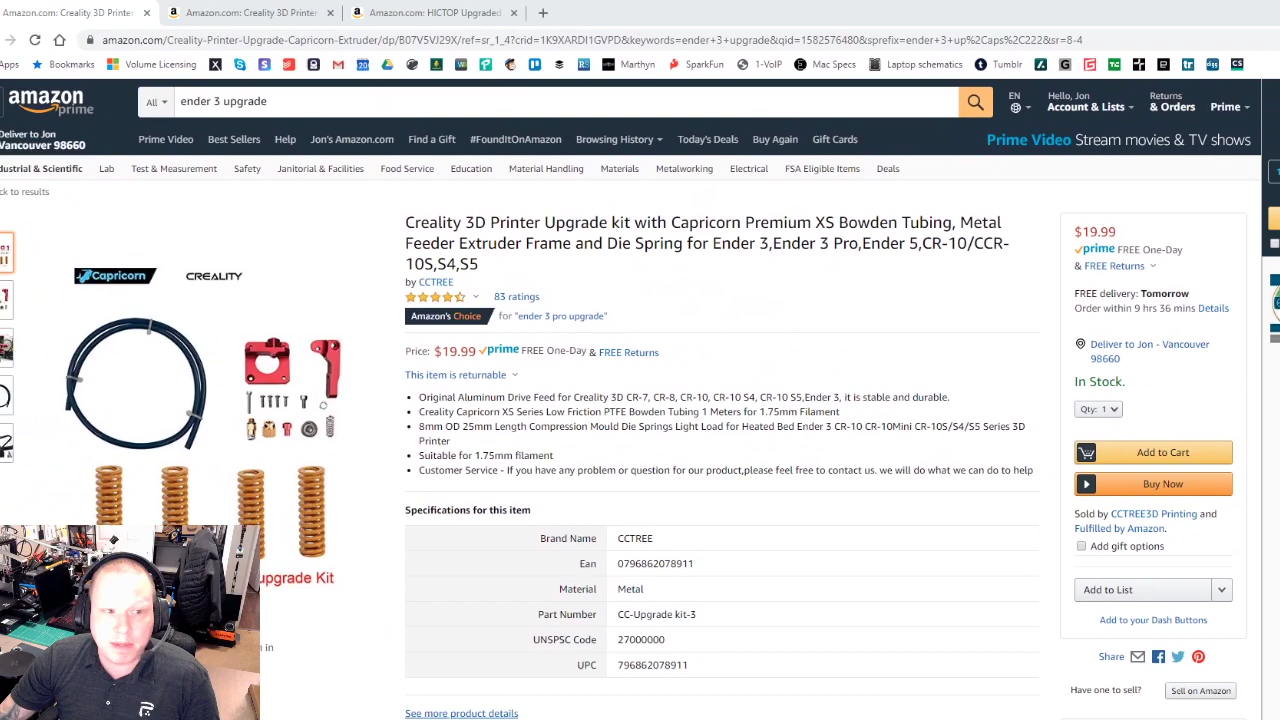 Amazon.com: Creality 3D Printer
Amazon.com: Creality 3D Printer
Amazon.com: HICTOP Upgraded
amazon.com/Creality-Printer-Upgrade-Capricorn-Extruder/dp/B07V5VJ29X/ref=sr_1_4?crid=1K9XARDI1GVPD&keywords=ender+3+upgrade&qid=1582576480&sprefix=ender+3+up%2Caps%2C222&sr=8-4
Apps Bookmarks Volume Licensing Marthyn SparkFun 1-VOIP Mac Specs Laptop schematics Tumblr
amazon prime
All
ender 3 upgrade
EN
Hello, Jon
Account & Lists
Returns
& Orders
Prime
Deliver to Jon
Vancouver 98660
Prime Video Best Sellers Help Jon's Amazon.com Find a Gift #FoundItOnAmazon Browsing History Today's Deals Buy Again Gift Cards
Prime Video Stream movies & TV shows
dustrial & Scientific Lab Test & Measurement Safety Janitorial & Facilities Food Service Education Material Handling Materials Metalworking Electrical FSA Eligible Items Deals
ck to results
Capricorn CREALITY
pgrade Kit
in
Creality 3D Printer Upgrade kit with Capricorn Premium XS Bowden Tubing, Metal
Feeder Extruder Frame and Die Spring for Ender 3,Ender 3 Pro,Ender 5,CR-10/CCR-
10S,S4,S5
by CCTREE
83 ratings
Amazon's Choice for "ender 3 pro upgrade"
Price: $19.99 prime FREE One-Day & FREE Returns
This item is returnable
Original Aluminum Drive Feed for Creality 3D CR-7, CR-8, CR-10, CR-10 S4, CR-10 S5,Ender 3, it is stable and durable.
Creality Capricorn XS Series Low Friction PTFE Bowden Tubing 1 Meters for 1.75mm Filament
8mm OD 25mm Length Compression Mould Die Springs Light Load for Heated Bed Ender 3 CR-10 CR-10Mini CR-10S/S4/S5 Series 3D
Printer
Suitable for 1.75mm filament
Customer Service - If you have any problem or question for our product,please feel free to contact us. we will do what we can do to help
Specifications for this item
Brand Name CCTREE
Ean 0796862078911
Material Metal
Part Number CC-Upgrade kit-3
UNSPSC Code 27000000
UPC 796862078911
See more product details
$19.99
prime FREE One-Day
& FREE Returns
FREE delivery: Tomorrow
Order within 9 hrs 36 mins Details
Deliver to Jon - Vancouver
98660
In Stock.
Qty: 1
Add to Cart
Buy Now
Sold by CCTREE3D Printing and
Fulfilled by Amazon.
Add gift options
Add to List
Add to your Dash Buttons
Share
Have one to sell? Sell on Amazon